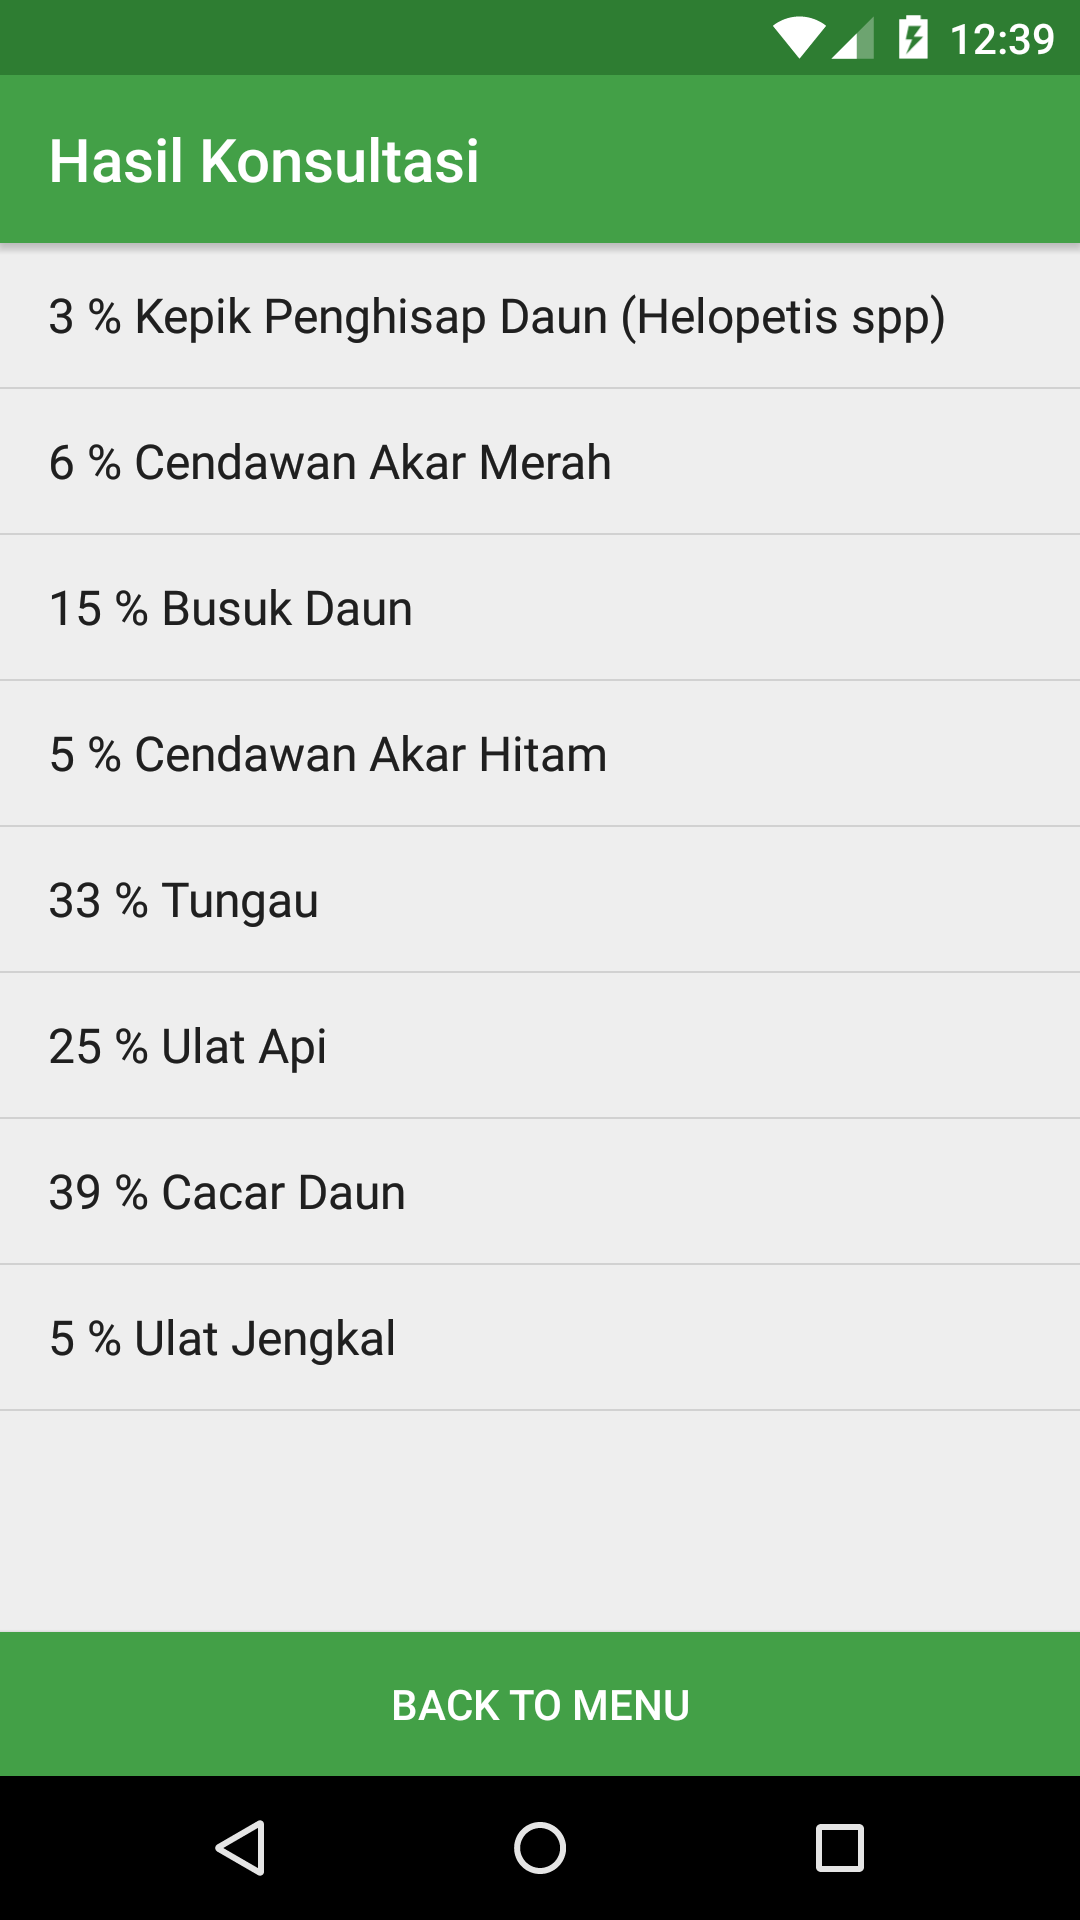 12:39
Hasil Konsultasi
3 % Kepik Penghisap Daun (Helopetis spp)
6 % Cendawan Akar Merah
15 % Busuk Daun
5 % Cendawan Akar Hitam
33 % Tungau
25 % Ulat Api
39 % Cacar Daun
5 % Ulat Jengkal
BACK TO MENU